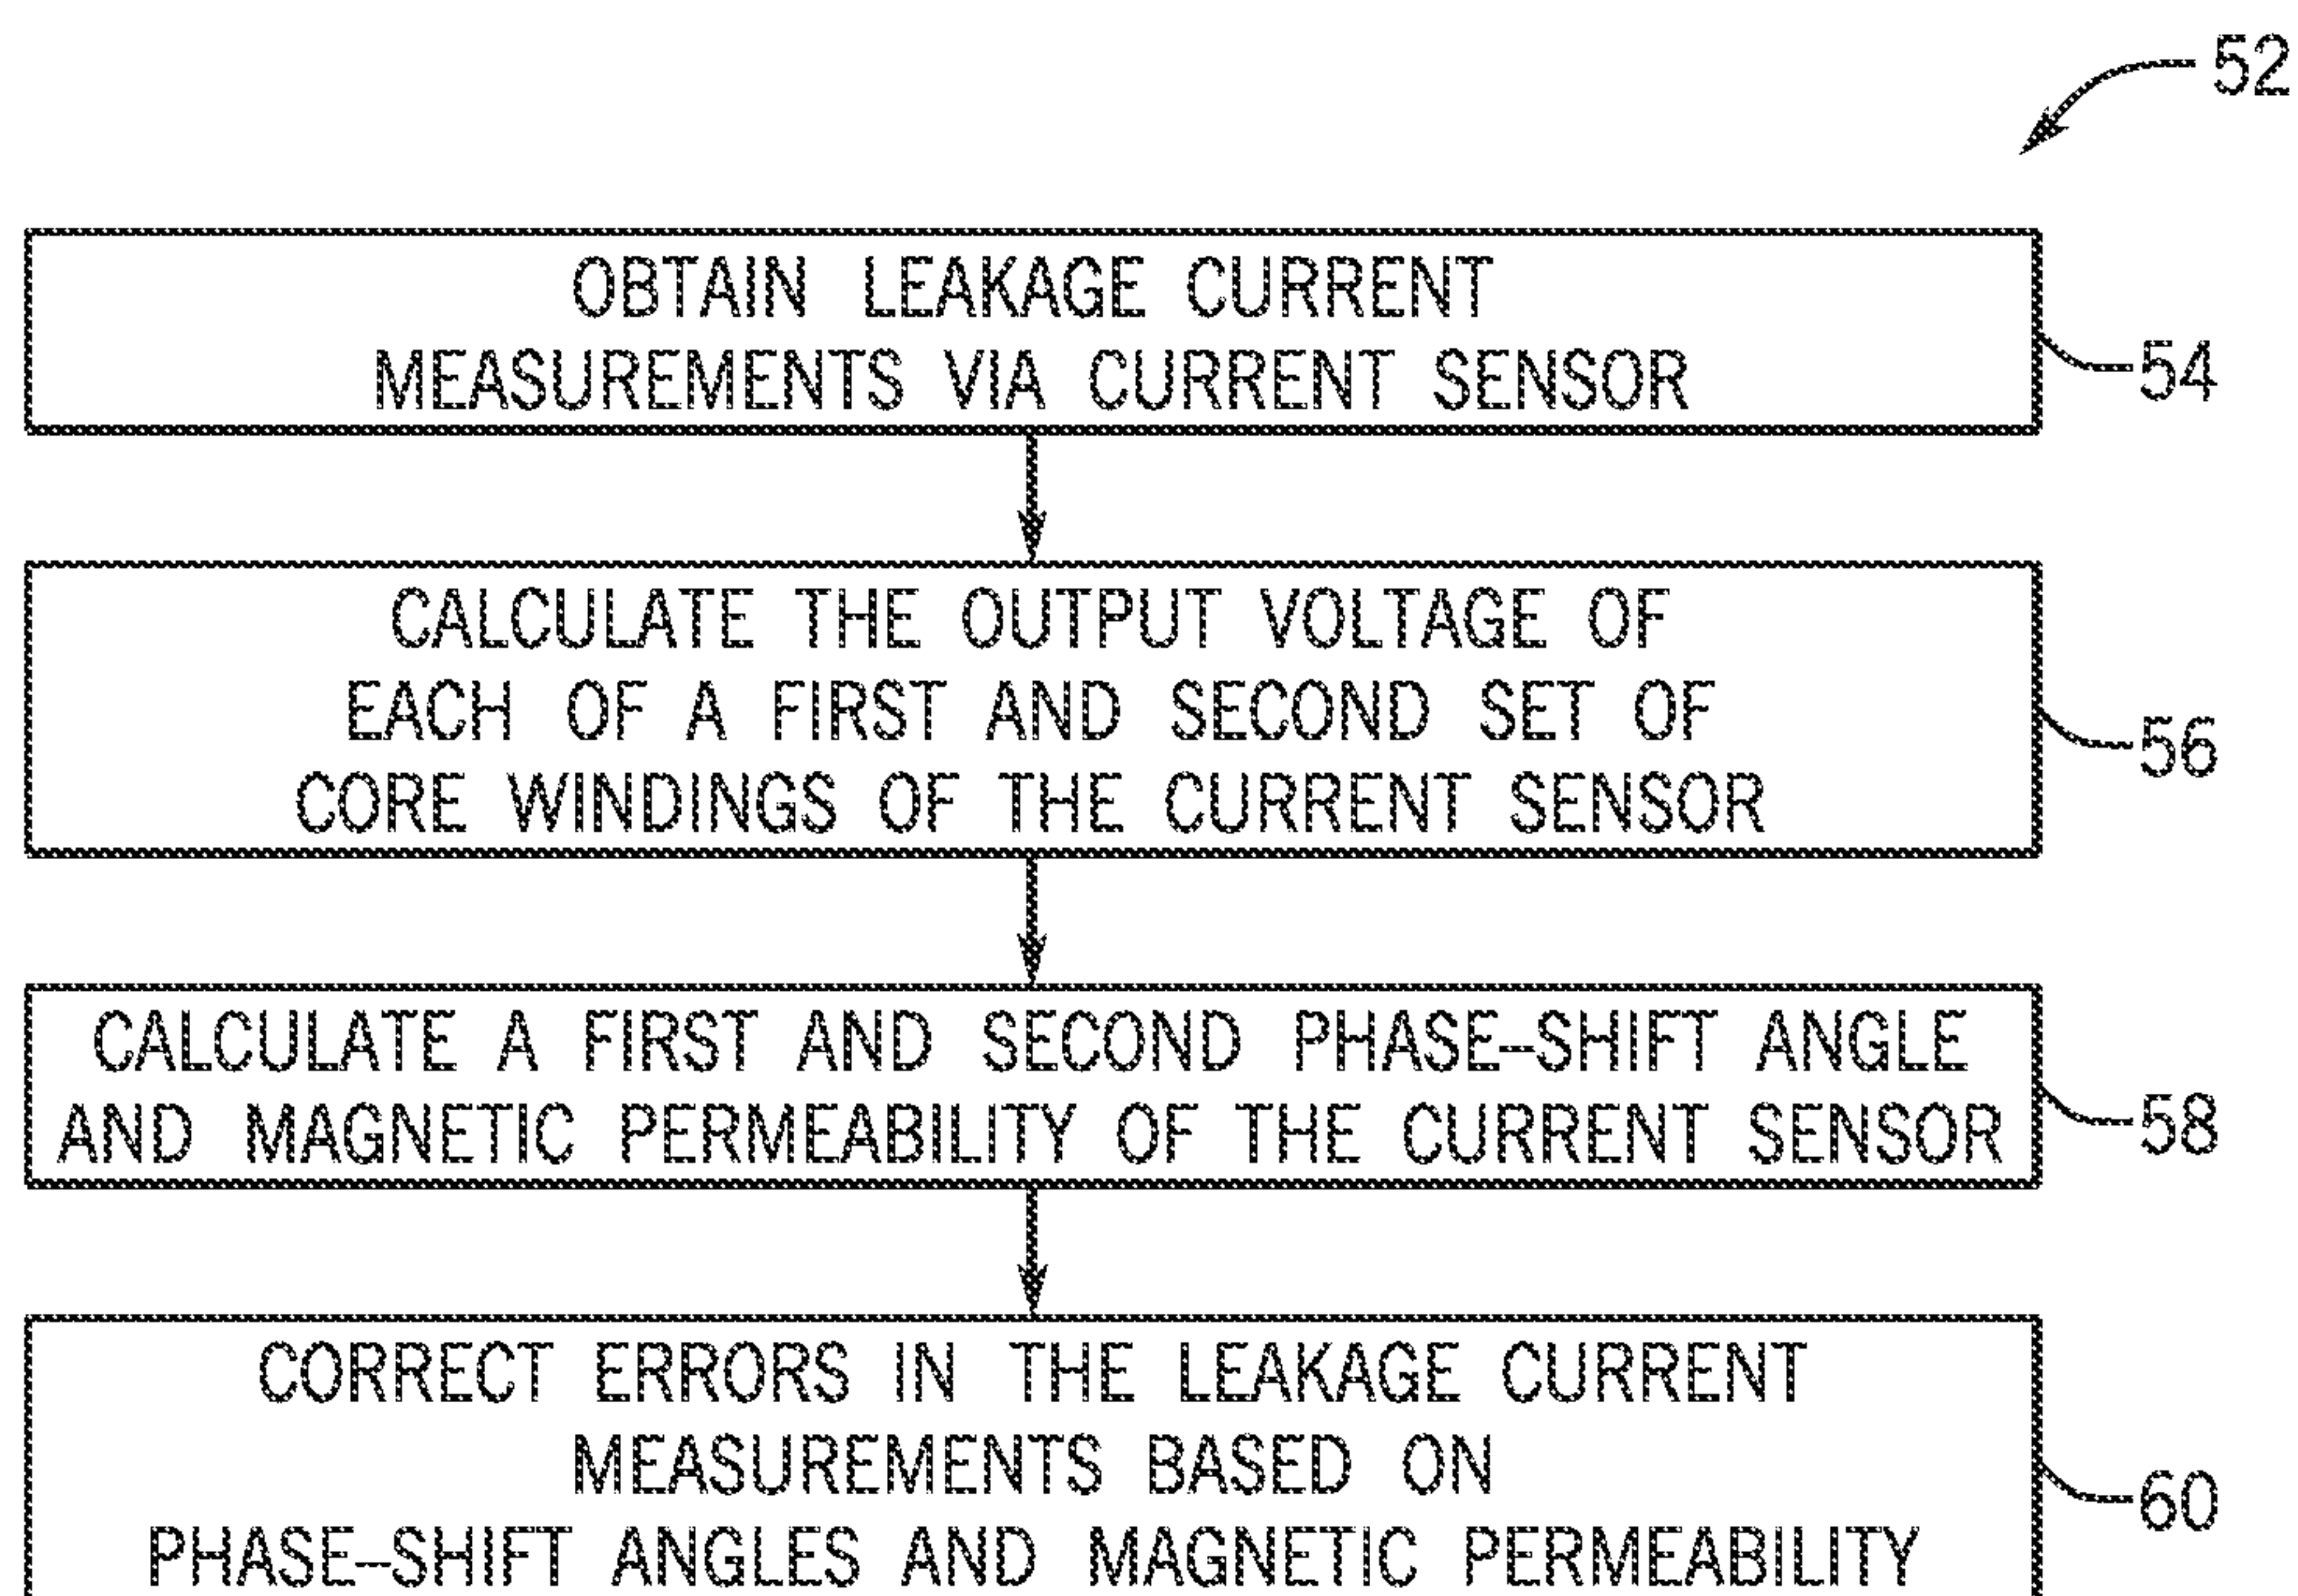 52
OBTAIN LEAKAGE CURRENT
MEASUREMENTS VIA CURRENT SENSOR
54
CALCULATE THE OUTPUT VOLTAGE OF
EACH OF A FIRST AND SECOND SET OF
CORE WINDINGS OF THE CURRENT SENSOR
56
CALCULATE A FIRST AND SECOND PHASE–SHIFT ANGLE
AND MAGNETIC PERMEABILITY OF THE CURRENT SENSOR
58
CORRECT ERRORS IN THE LEAKAGE CURRENT
MEASUREMENTS BASED ON
PHASE–SHIFT ANGLES AND MAGNETIC PERMEABILITY
60